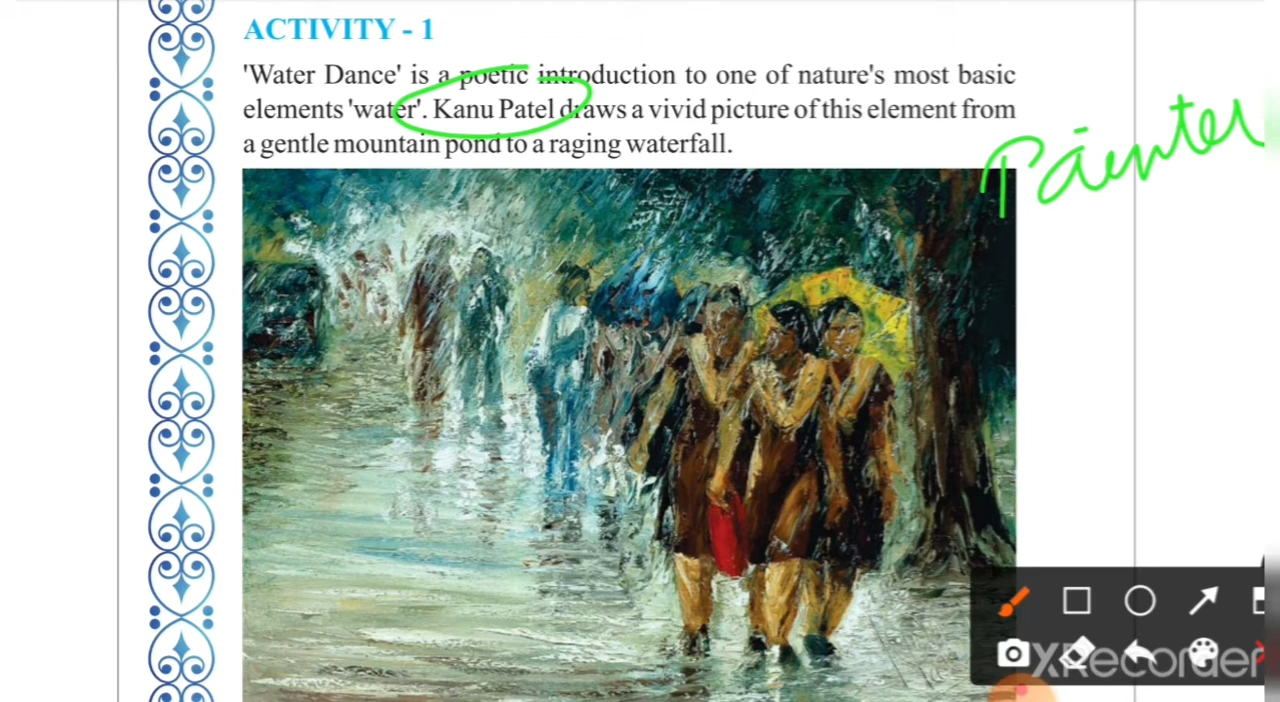 ACTIVITY - 1
'Water Dance' is a poetic introduction to one of nature's most basic
elements 'water'. Kanu Patel draws a vivid picture of this element from
a gentle mountain pond to a raging waterfall.
Painter
XRecorder